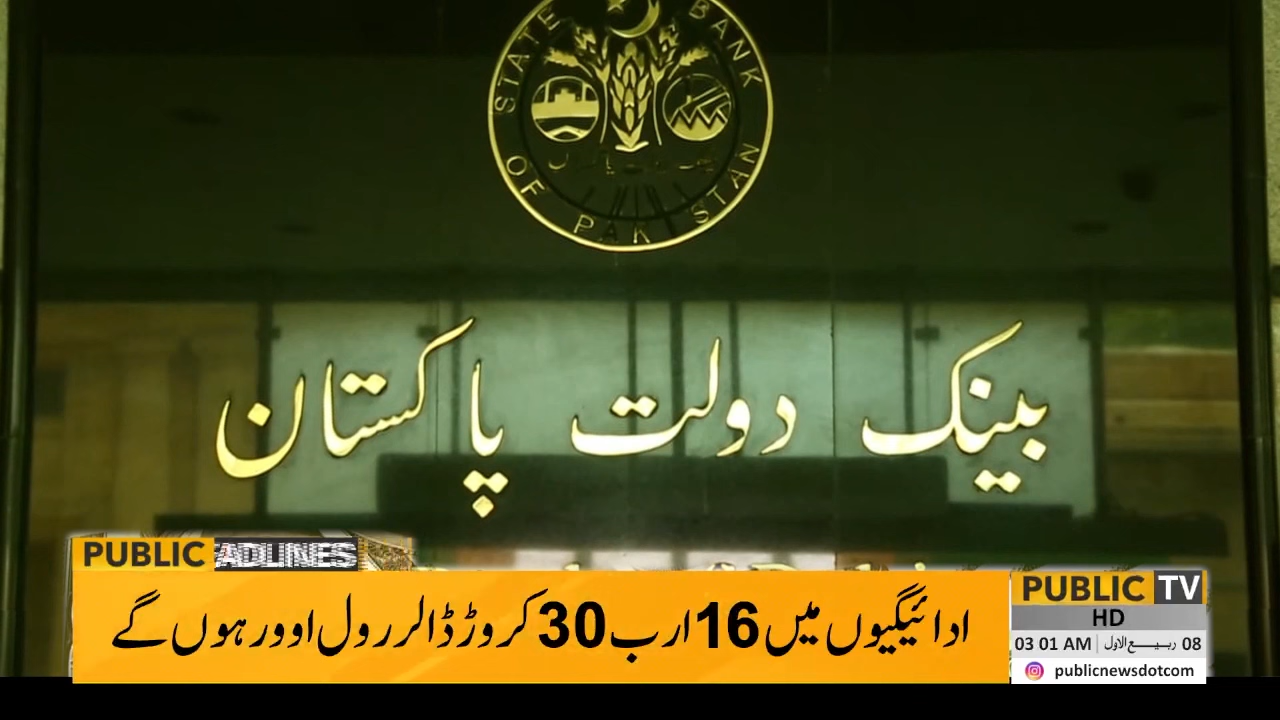 STATE BANK OF PAKISTAN
بینک دولت پاکستان
PUBLIC ADLINES
ادائیگیوں میں 16 ارب 30 کروڑ ڈالر رول اوور ہوں گے
PUBLIC TV
HD
03 01 AM | 08 ربیع الاول
publicnewsdotcom